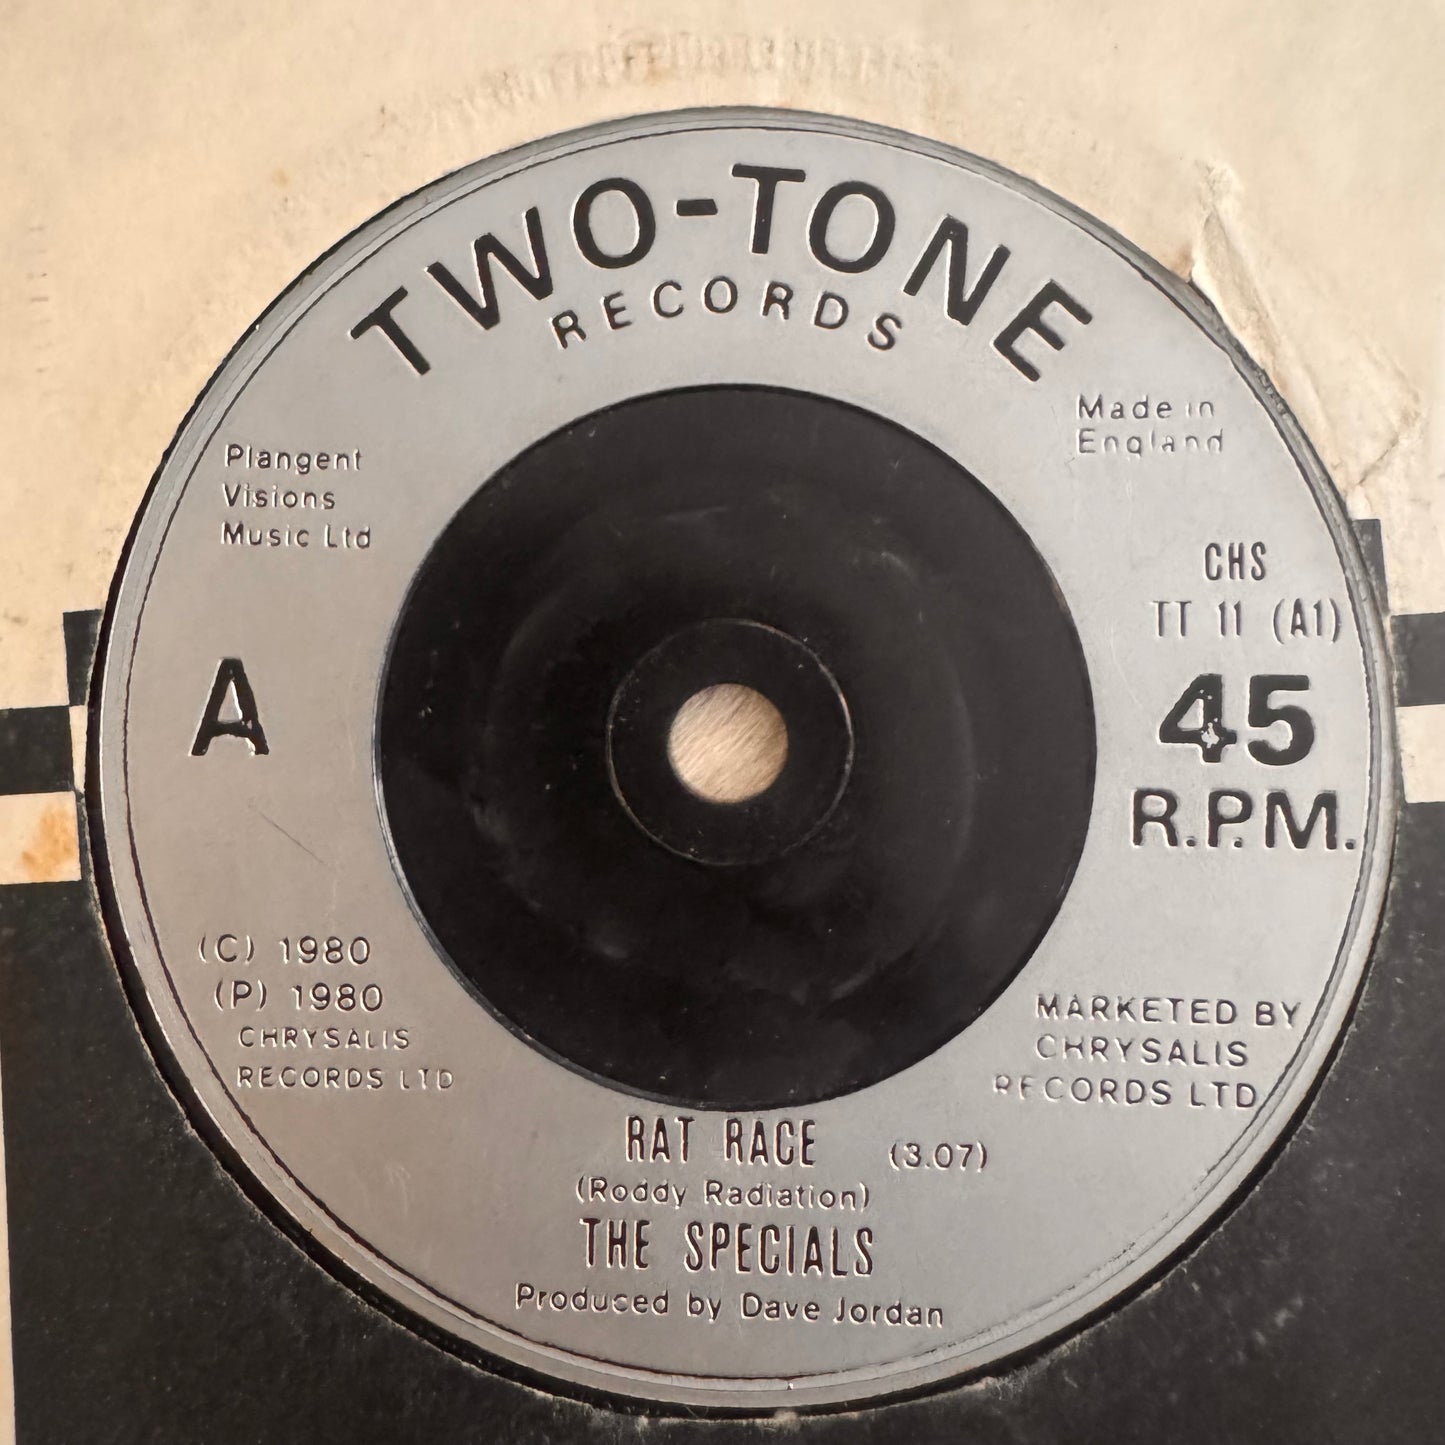 TWO-TONE
RECORDS
Made in
England
Plangent
Visions
Music Ltd
CHS
TT 11 (A1)
A
45
R.P.M.
(C) 1980
(P) 1980
CHRYSALIS
RECORDS LTD
MARKETED BY
CHRYSALIS
RECORDS LTD
RAT RACE (3.07)
(Roddy Radiation)
THE SPECIALS
Produced by Dave Jordan